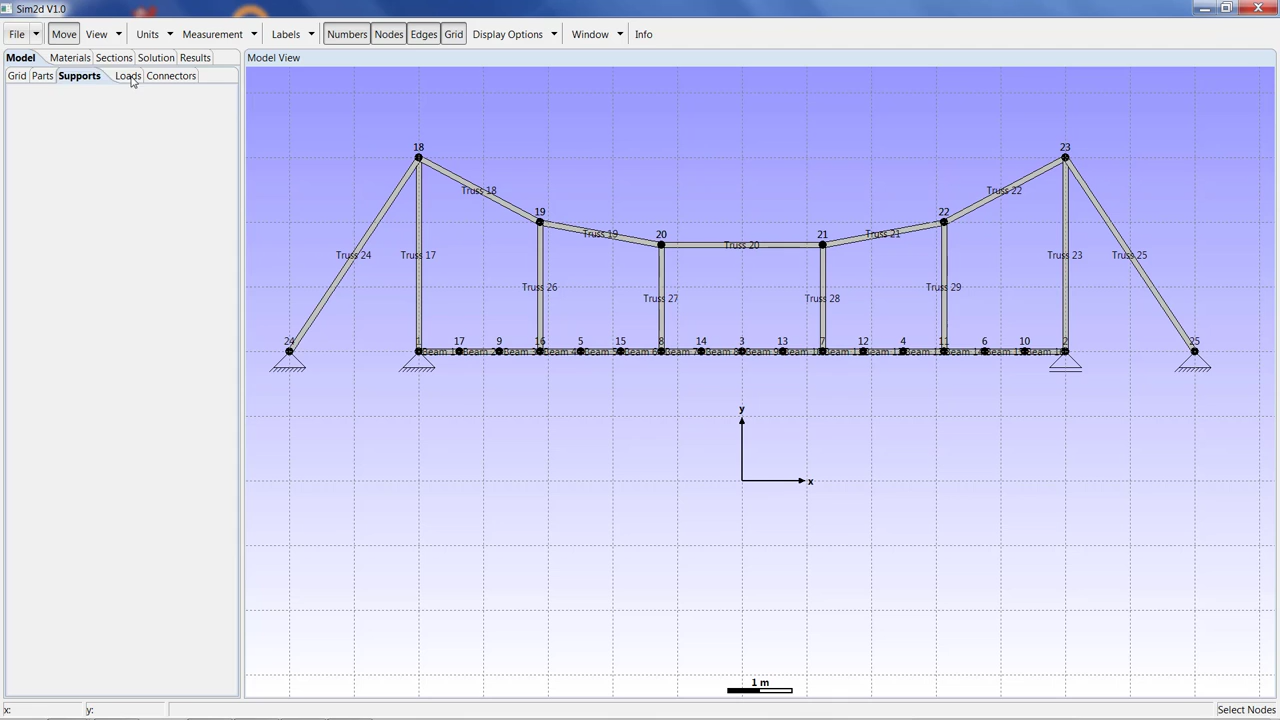 Sim2d V1.0
File Move View Units Measurement Labels Numbers Nodes Edges Grid Display Options Window Info
Model Materials Sections Solution Results
Model View
Grid Parts Supports Loads Connectors
18 23
Truss 18 Truss 22
19 22
20 21
Truss 19 Truss 21
Truss 20
Truss 24 Truss 17 Truss 23 Truss 25
Truss 26 Truss 29
Truss 27 Truss 28
24 1 17 9 16 5 15 8 14 3 13 7 12 4 11 6 10 2 25
y
x
1 m
x: y: Select Nodes